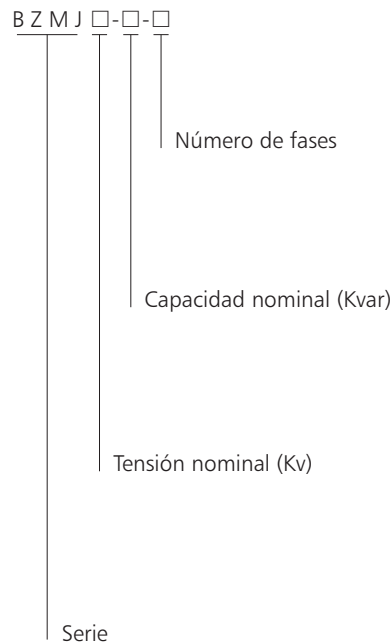 B Z M J □-□-□
Número de fases
Capacidad nominal (Kvar)
Tensión nominal (Kv)
Serie